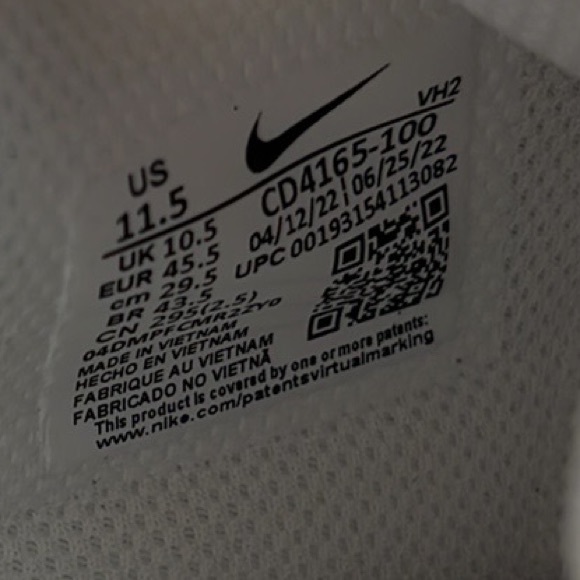 VH2
US
11.5
CD4165-100
04/12/22 | 06/25/22
UPC 00193154113082
UK 10.5
EUR 45.5
cm 29.5
BR 43.5
CN 295(2.5)
04DMPFCMR22Y0
MADE IN VIETNAM
HECHO EN VIETNAM
FABRIQUE AU VIETNAM
FABRICADO NO VIETNÃ
This product is covered by one or more patents:
www.nike.com/patentsvirtualmarking